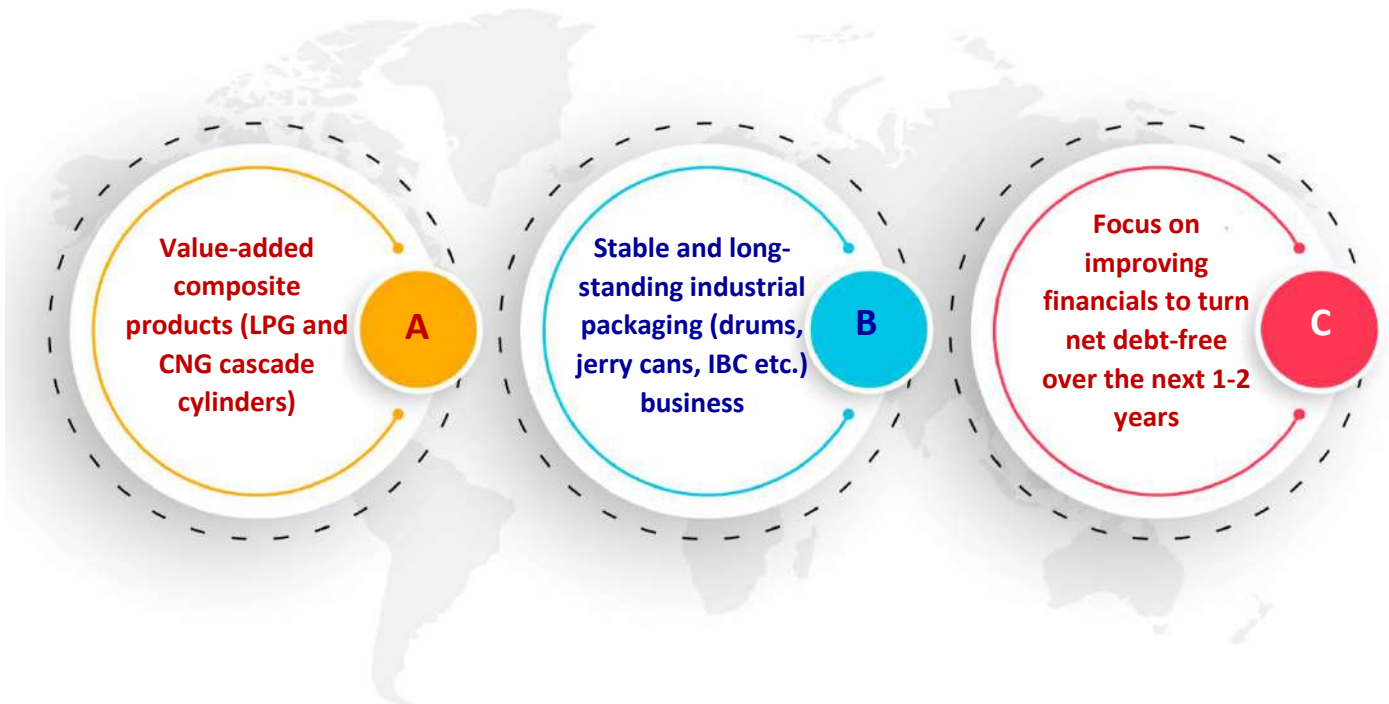 Value-added
composite
products (LPG and
CNG cascade
cylinders)
A
Stable and long-
standing industrial
packaging (drums,
jerry cans, IBC etc.)
business
B
Focus on
improving
financials to turn
net debt-free
over the next 1-2
years
C